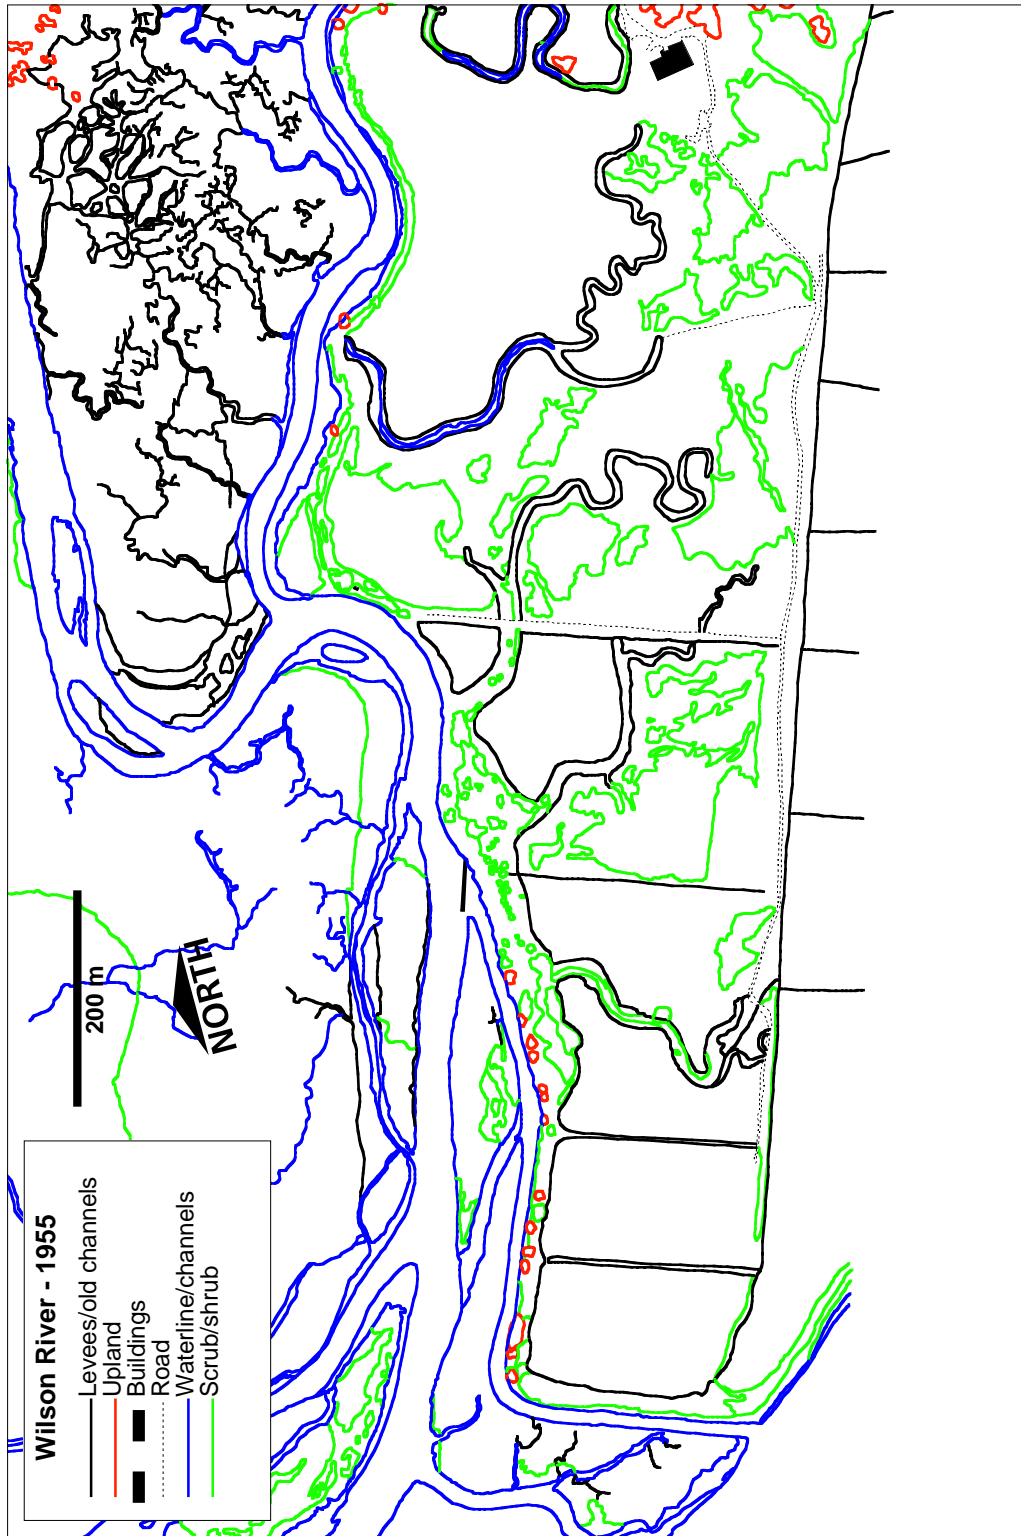 Wilson River - 1955
Levees/old channels
Upland
Buildings
Road
Waterline/channels
Scrub/shrub
200 m
NORTH